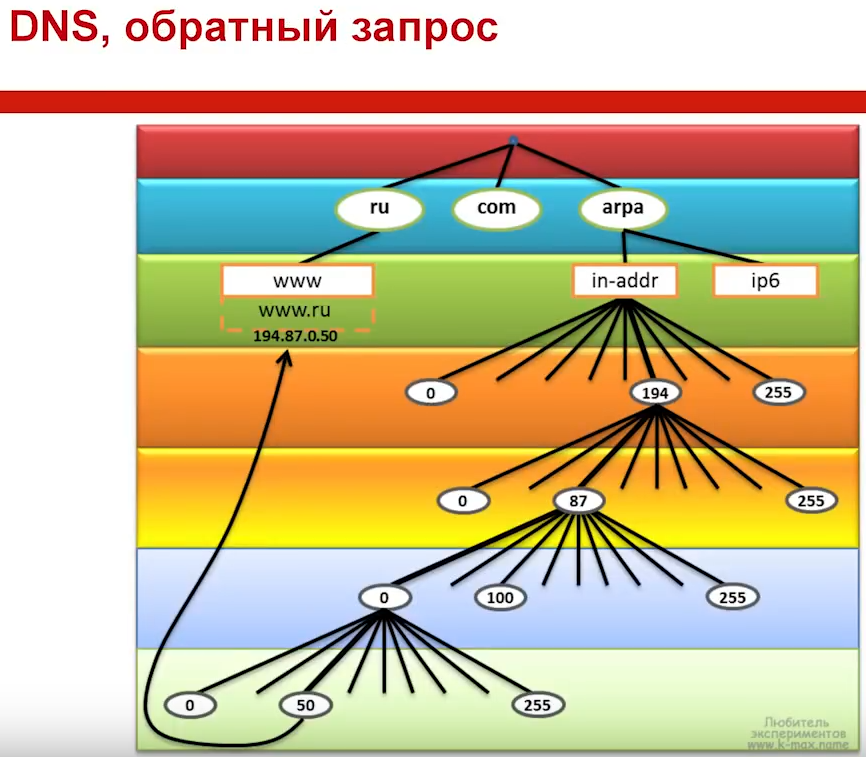 DNS, обратный запрос
ru
com
arpa
www
in-addr
ip6
www.ru
194.87.0.50
0
194
255
0
87
255
0
100
255
0
50
255
Любитель
экспериментов
www.k-max.name